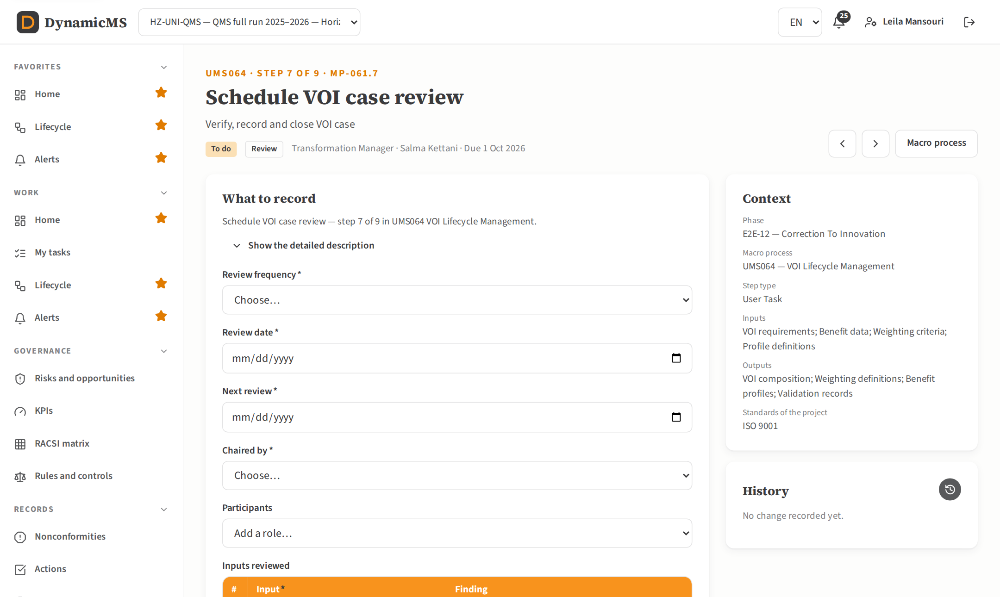 DynamicMS
HZ-UNI-QMS — QMS full run 2025–2026 — Horiz
EN
25
Leila Mansouri
FAVORITES
Home
Lifecycle
Alerts
WORK
Home
My tasks
Lifecycle
Alerts
GOVERNANCE
Risks and opportunities
KPIs
RACSI matrix
Rules and controls
RECORDS
Nonconformities
Actions
UMS064 · STEP 7 OF 9 · MP-061.7
Schedule VOI case review
Verify, record and close VOI case
To do
Review
Transformation Manager · Salma Kettani · Due 1 Oct 2026
Macro process
What to record
Schedule VOI case review — step 7 of 9 in UMS064 VOI Lifecycle Management.
Show the detailed description
Review frequency *
Choose...
Review date *
mm/dd/yyyy
Next review *
mm/dd/yyyy
Chaired by *
Choose...
Participants
Add a role...
Inputs reviewed
# Input * Finding
Context
Phase
E2E-12 — Correction To Innovation
Macro process
UMS064 — VOI Lifecycle Management
Step type
User Task
Inputs
VOI requirements; Benefit data; Weighting criteria;
Profile definitions
Outputs
VOI composition; Weighting definitions; Benefit
profiles; Validation records
Standards of the project
ISO 9001
History
No change recorded yet.